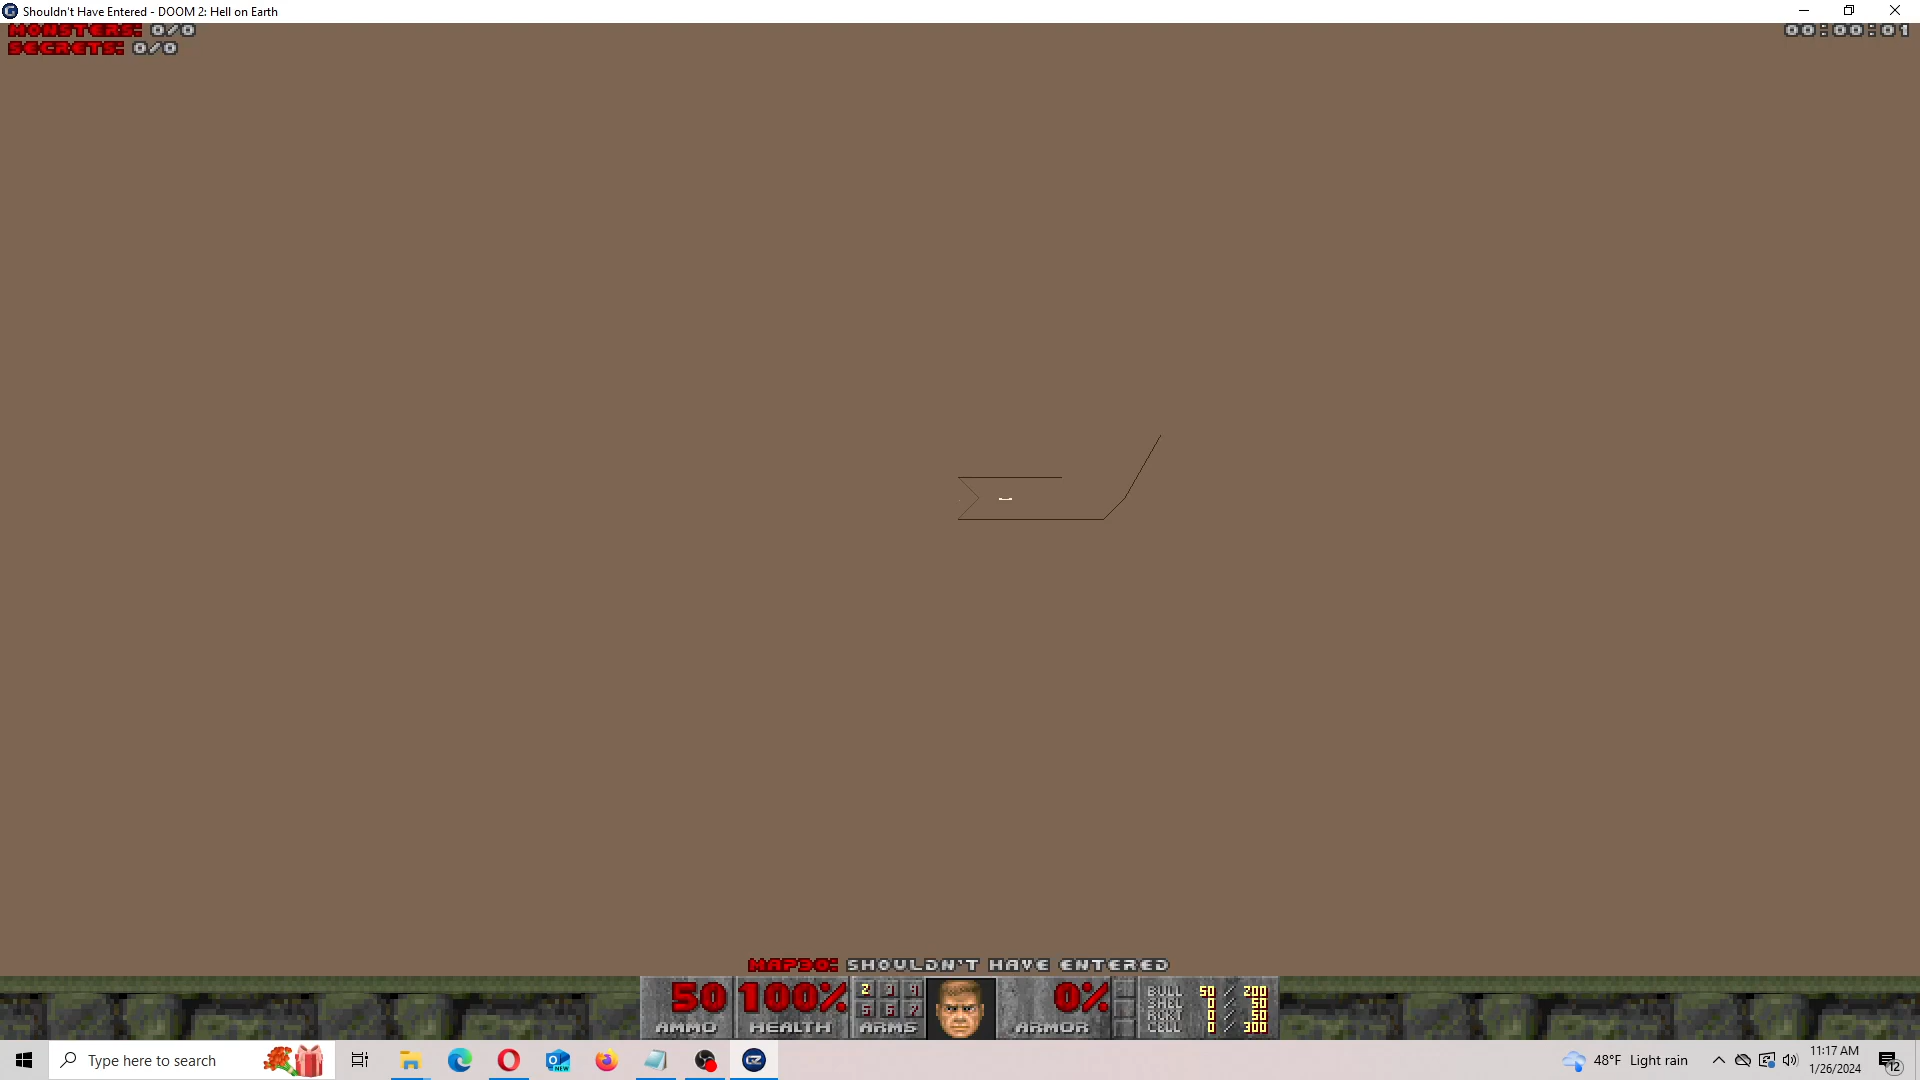 Shouldn't Have Entered - DOOM 2: Hell on Earth
MONSTERS: 0/0
SECRETS: 0/0
00:00:01
MAP30: SHOULDN'T HAVE ENTERED
50 100% 2 3 4 0% BULL 50 / 200
SHEL 0 / 50
5 6 7 RCKT 0 / 50
AMMO HEALTH ARMS ARMOR CELL 0 / 300
Type here to search
NEW
48°F Light rain
11:17 AM
1/26/2024
12